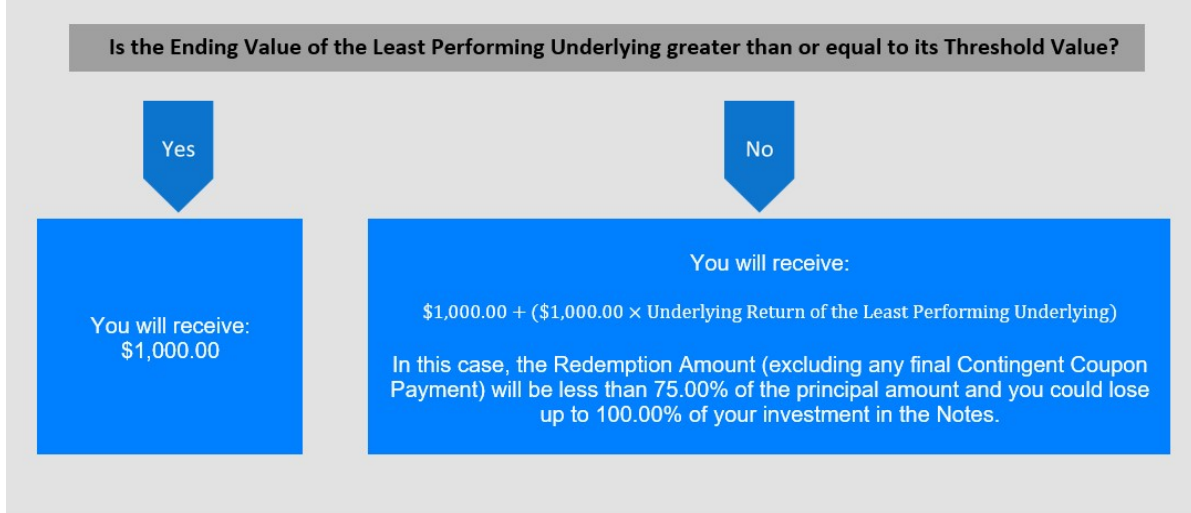 Is the Ending Value of the Least Performing Underlying greater than or equal to its Threshold Value?
Yes
No
You will receive:
$1,000.00
You will receive:
$1,000.00 + ($1,000.00 × Underlying Return of the Least Performing Underlying)
In this case, the Redemption Amount (excluding any final Contingent Coupon
Payment) will be less than 75.00% of the principal amount and you could lose
up to 100.00% of your investment in the Notes.